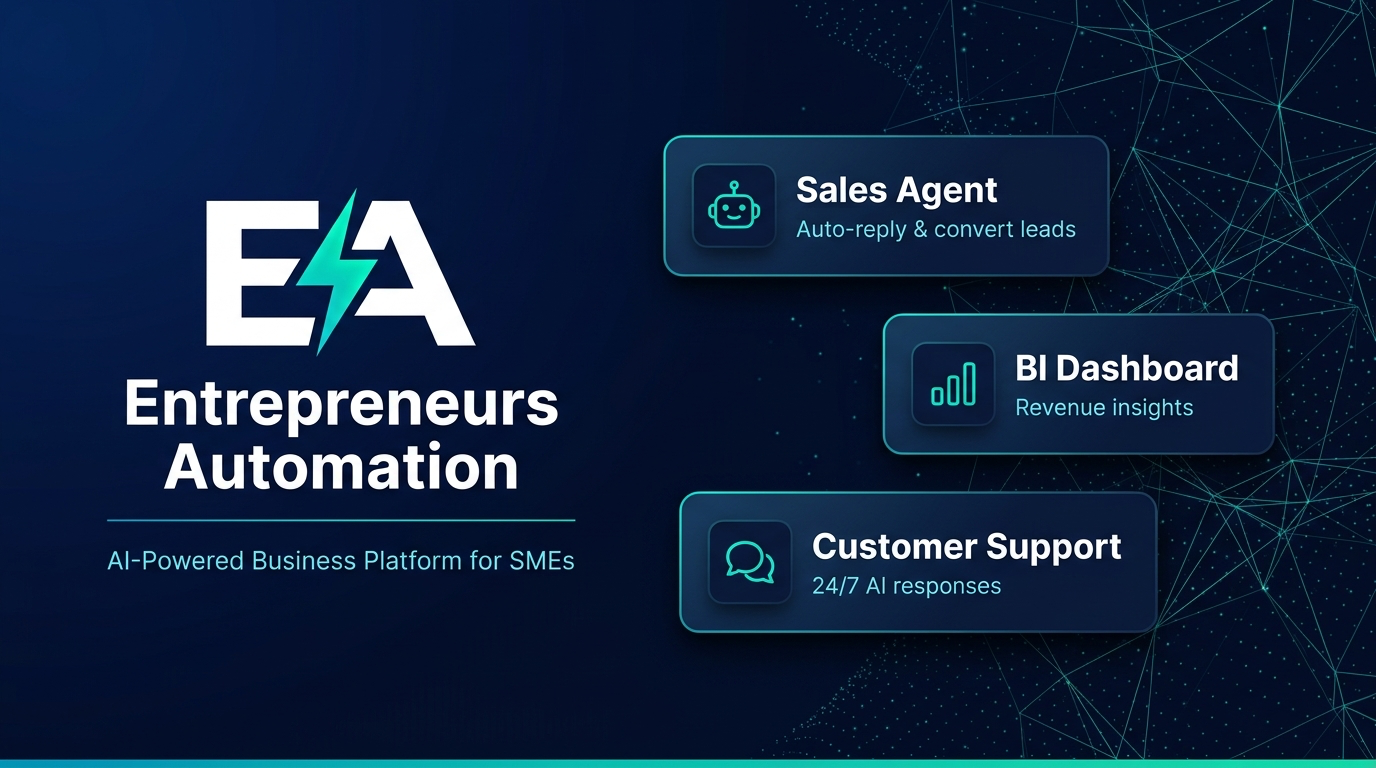 EA
Entrepreneurs
Automation
AI-Powered Business Platform for SMEs
Sales Agent
Auto-reply & convert leads
BI Dashboard
Revenue insights
Customer Support
24/7 AI responses